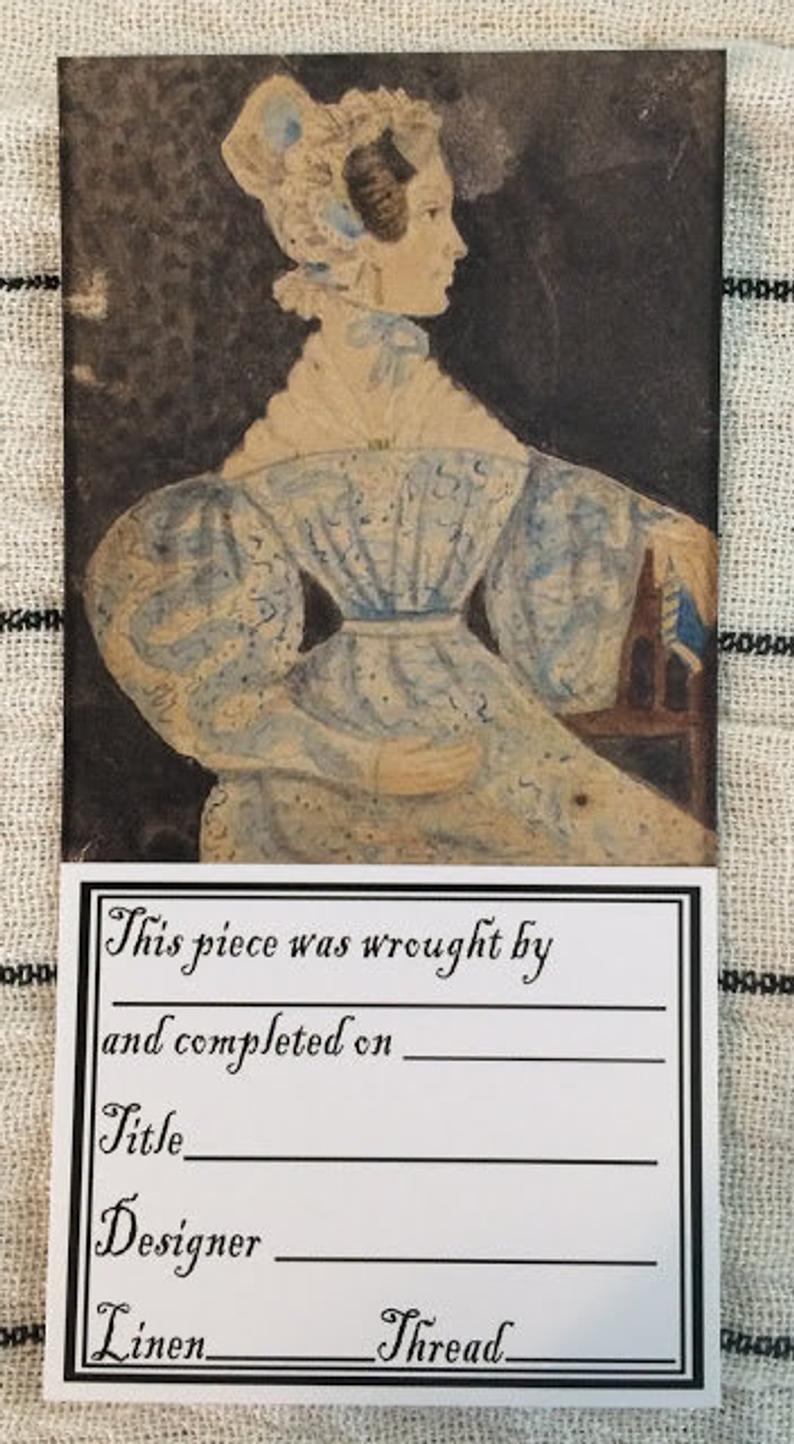 This piece was wrought by
and completed on
Title
Designer
Linen Thread